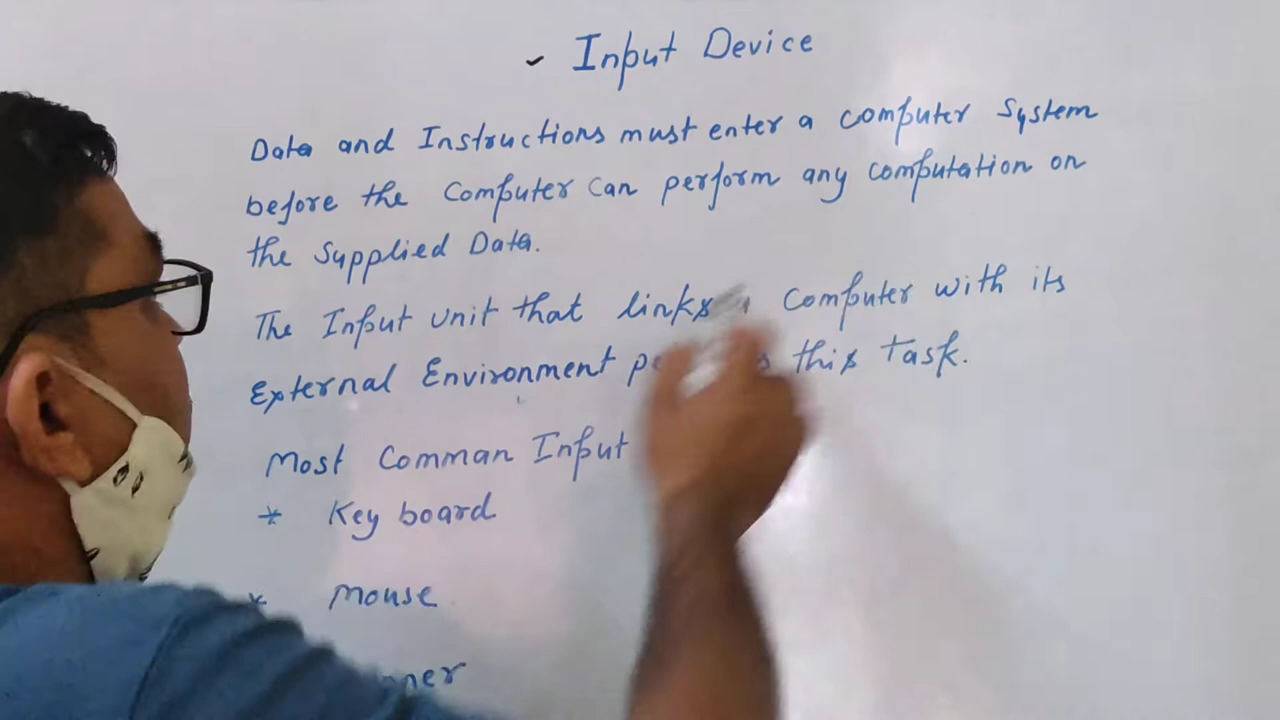 Input Device
Data and Instructions must enter a computer System
before the Computer Can perform any computation on
the Supplied Data.
The Input unit that links Computer with its
External Environment this Task.
Most Comman Input
* Key board
* Mouse